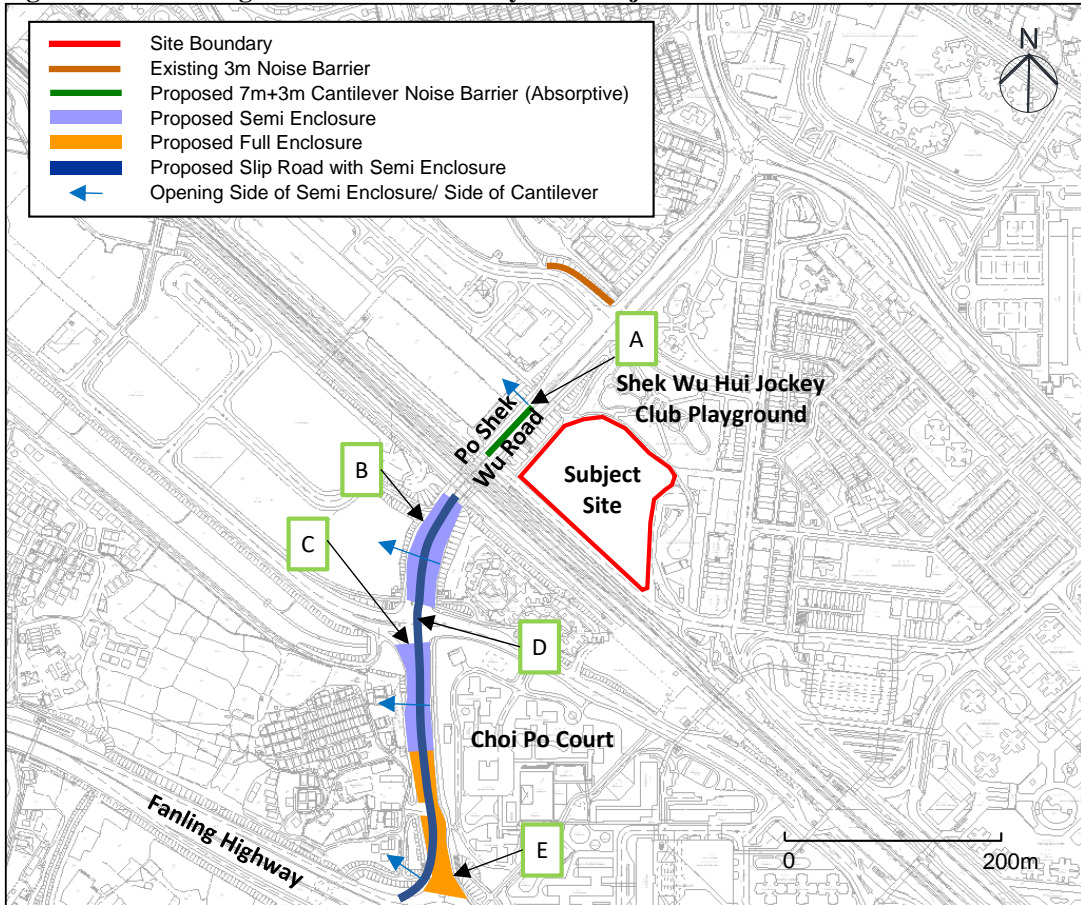 Site Boundary
Existing 3m Noise Barrier
Proposed 7m+3m Cantilever Noise Barrier (Absorptive)
Proposed Semi Enclosure
Proposed Full Enclosure
Proposed Slip Road with Semi Enclosure
Opening Side of Semi Enclosure/ Side of Cantilever
N
A
Shek Wu Hui Jockey
Club Playground
Po Shek
Wu Road
B
Subject
Site
C
D
Choi Po Court
Fanling Highway
E
0
200m